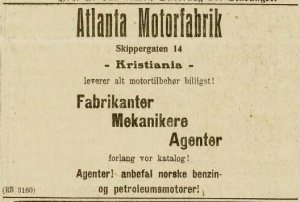 Atlanta Motorfabrik
Skippergaten 14
- Kristiania -
leverer alt motortilbehør billigst!
Fabrikanter
Mekanikere
Agenter
forlang vor katalog!
Agenter! anbefal norske benzin-
og petroleumsmotorer!
(RB 3160)